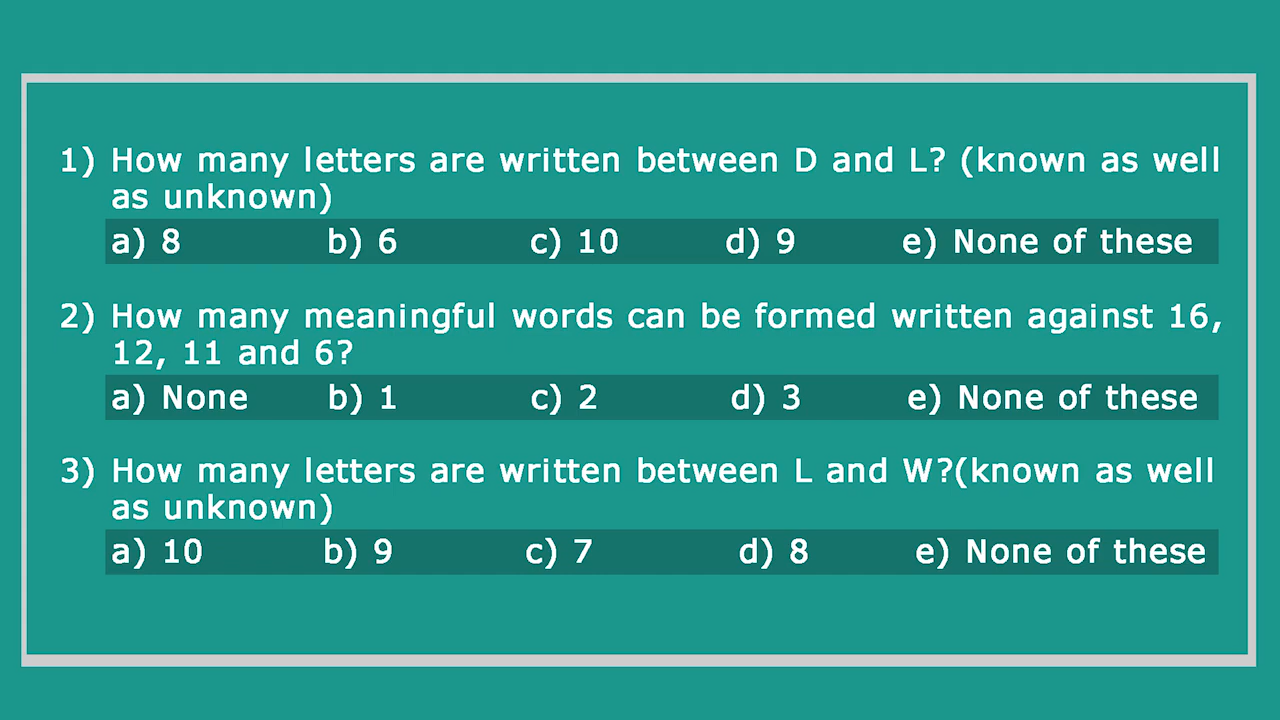 1) How many letters are written between D and L? (known as well
as unknown)
a) 8 b) 6 c) 10 d) 9 e) None of these
2) How many meaningful words can be formed written against 16,
12, 11 and 6?
a) None b) 1 c) 2 d) 3 e) None of these
3) How many letters are written between L and W?(known as well
as unknown)
a) 10 b) 9 c) 7 d) 8 e) None of these